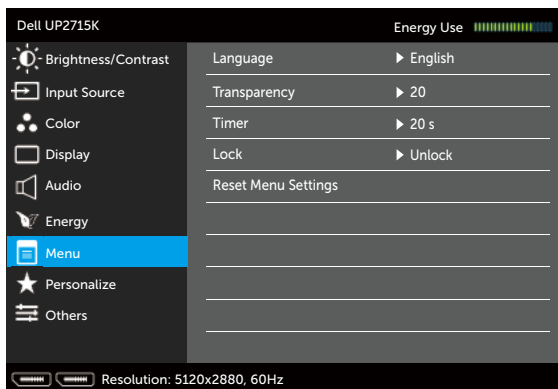 Dell UP2715K Energy Use
Brightness/Contrast
Input Source
Color
Display
Audio
Energy
Menu
Personalize
Others
Language English
Transparency 20
Timer 20 s
Lock Unlock
Reset Menu Settings
Resolution: 5120x2880, 60Hz